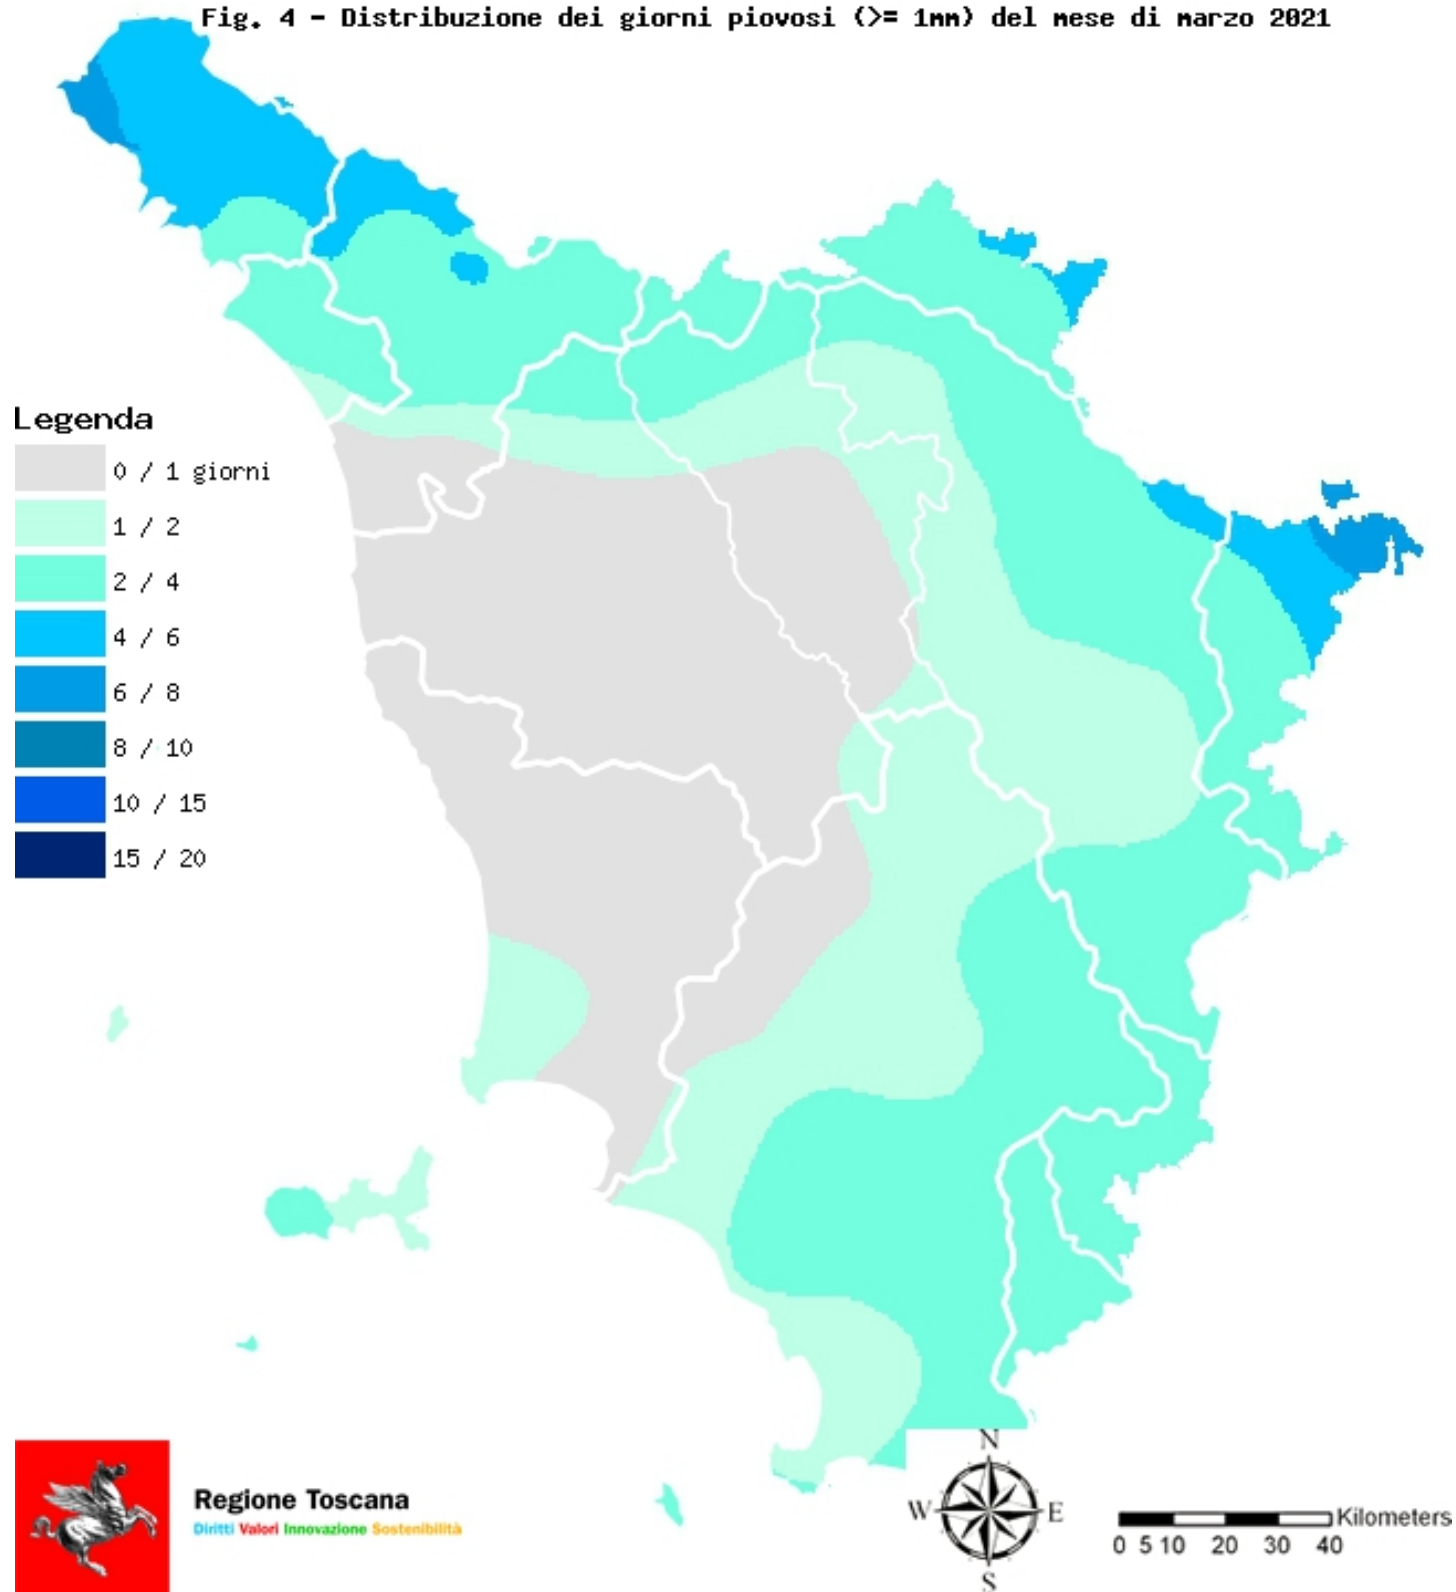 Fig. 4 - Distribuzione dei giorni piovosi (>= 1mm) del mese di marzo 2021
Legenda
0 / 1 giorni
1 / 2
2 / 4
4 / 6
6 / 8
8 / 10
10 / 15
15 / 20
Regione Toscana
Diritti Valori Innovazione Sostenibilità
N
W E
S
Kilometers
0 5 10 20 30 40